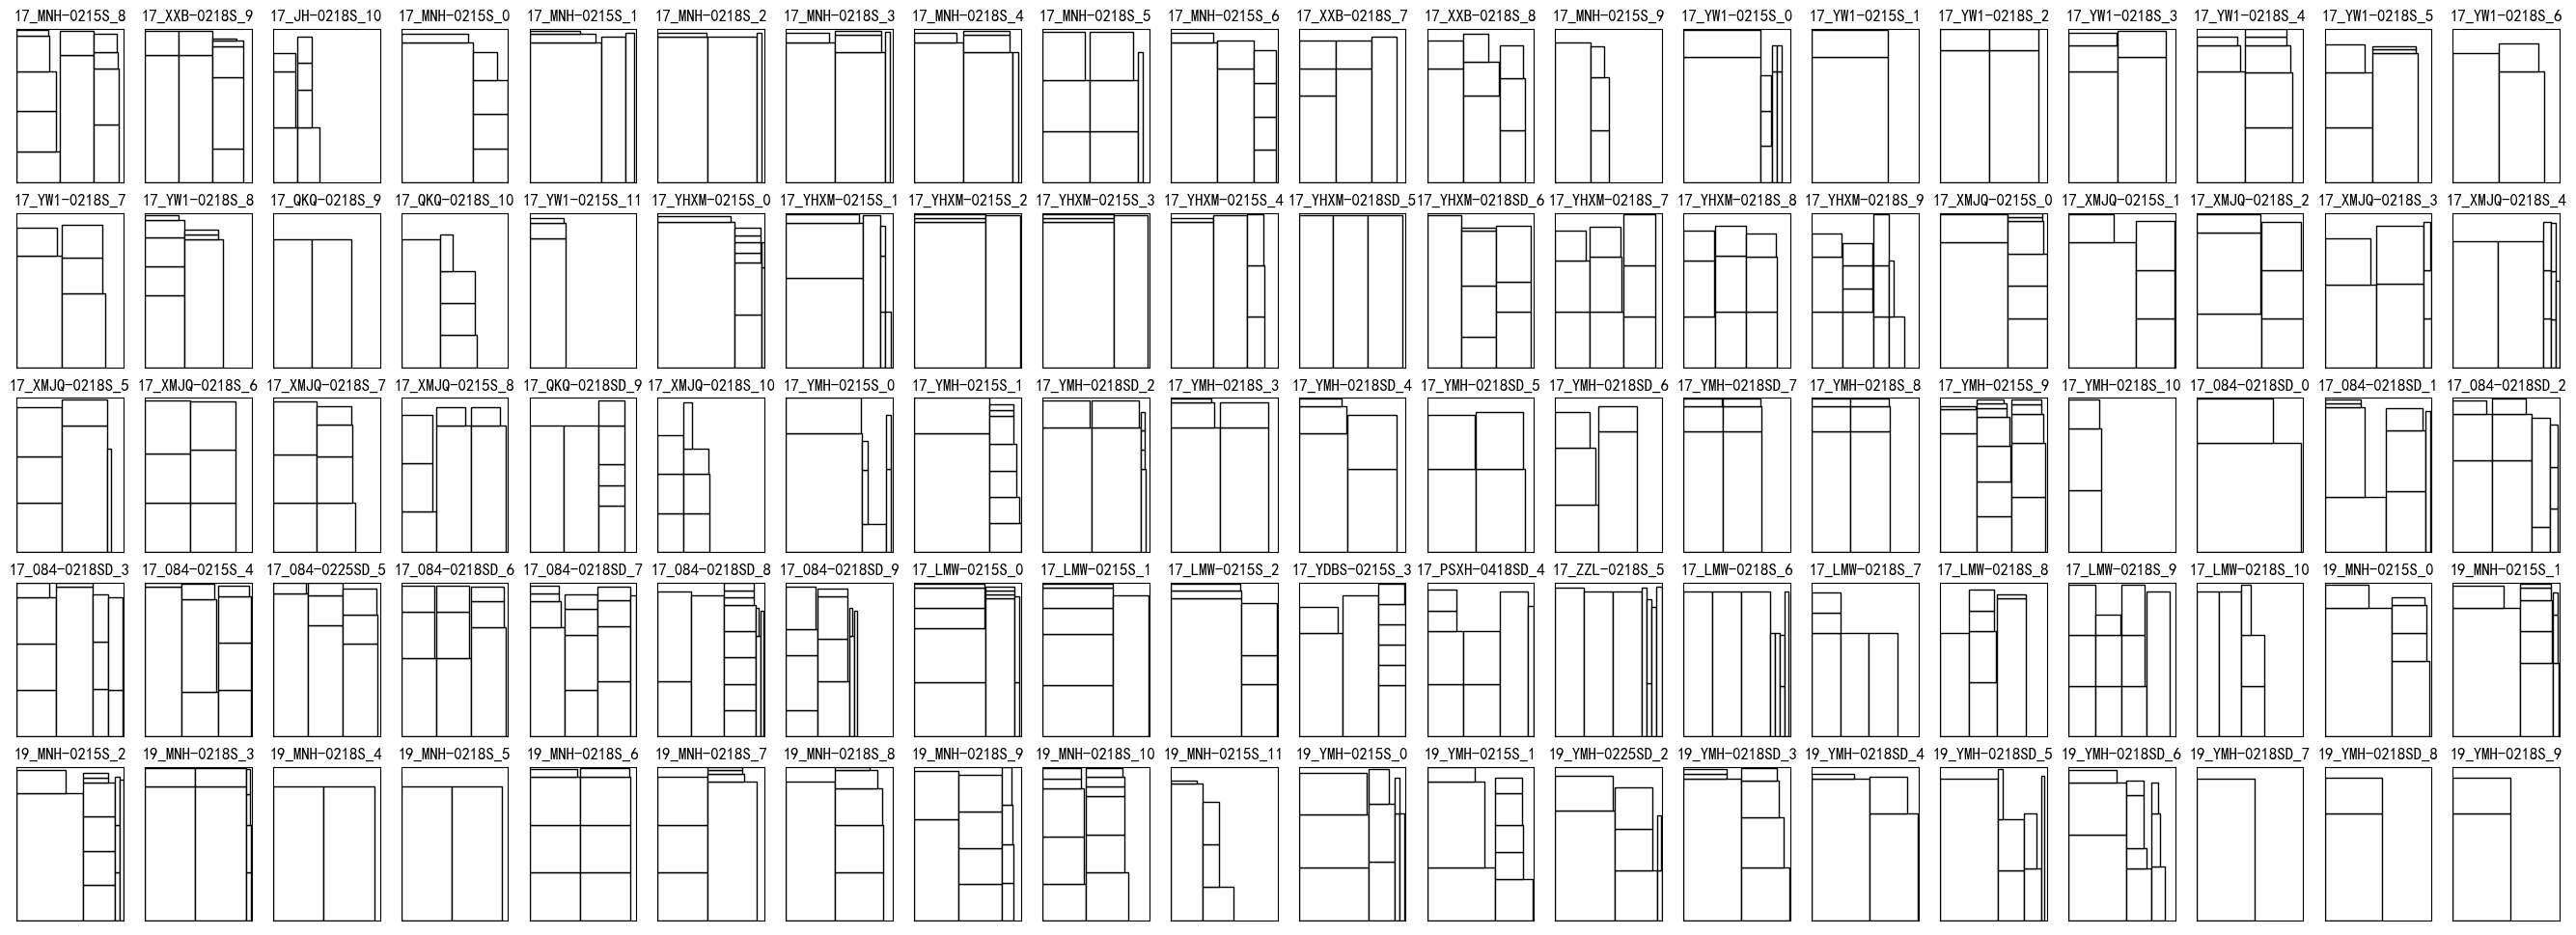 17_MNH-0215S_8 17_XXB-0218S_9 17_JH-0218S_10 17_MNH-0215S_0 17_MNH-0215S_1 17_MNH-0218S_2 17_MNH-0218S_3 17_MNH-0218S_4 17_MNH-0218S_5 17_MNH-0215S_6 17_XXB-0218S_7 17_XXB-0218S_8 17_MNH-0215S_9 17_YW1-0215S_0 17_YW1-0215S_1 17_YW1-0218S_2 17_YW1-0218S_3 17_YW1-0218S_4 17_YW1-0218S_5 17_YW1-0218S_6
17_YW1-0218S_7 17_YW1-0218S_8 17_QKQ-0218S_9 17_QKQ-0218S_10 17_YW1-0215S_11 17_YHXM-0215S_0 17_YHXM-0215S_1 17_YHXM-0215S_2 17_YHXM-0215S_3 17_YHXM-0215S_4 17_YHXM-0218SD_5 17_YHXM-0218SD_6 17_YHXM-0218S_7 17_YHXM-0218S_8 17_YHXM-0218S_9 17_XMJQ-0215S_0 17_XMJQ-0215S_1 17_XMJQ-0218S_2 17_XMJQ-0218S_3 17_XMJQ-0218S_4
17_XMJQ-0218S_5 17_XMJQ-0218S_6 17_XMJQ-0218S_7 17_XMJQ-0215S_8 17_QKQ-0218SD_9 17_XMJQ-0218S_10 17_YMH-0215S_0 17_YMH-0215S_1 17_YMH-0218SD_2 17_YMH-0218S_3 17_YMH-0218SD_4 17_YMH-0218SD_5 17_YMH-0218SD_6 17_YMH-0218SD_7 17_YMH-0218S_8 17_YMH-0215S_9 17_YMH-0218S_10 17_084-0218SD_0 17_084-0218SD_1 17_084-0218SD_2
17_084-0218SD_3 17_084-0215S_4 17_084-0225SD_5 17_084-0218SD_6 17_084-0218SD_7 17_084-0218SD_8 17_084-0218SD_9 17_LMW-0215S_0 17_LMW-0215S_1 17_LMW-0215S_2 17_YDBS-0215S_3 17_PSXH-0418SD_4 17_ZZL-0218S_5 17_LMW-0218S_6 17_LMW-0218S_7 17_LMW-0218S_8 17_LMW-0218S_9 17_LMW-0218S_10 19_MNH-0215S_0 19_MNH-0215S_1
19_MNH-0215S_2 19_MNH-0218S_3 19_MNH-0218S_4 19_MNH-0218S_5 19_MNH-0218S_6 19_MNH-0218S_7 19_MNH-0218S_8 19_MNH-0218S_9 19_MNH-0218S_10 19_MNH-0215S_11 19_YMH-0215S_0 19_YMH-0215S_1 19_YMH-0225SD_2 19_YMH-0218SD_3 19_YMH-0218SD_4 19_YMH-0218SD_5 19_YMH-0218SD_6 19_YMH-0218SD_7 19_YMH-0218SD_8 19_YMH-0218S_9